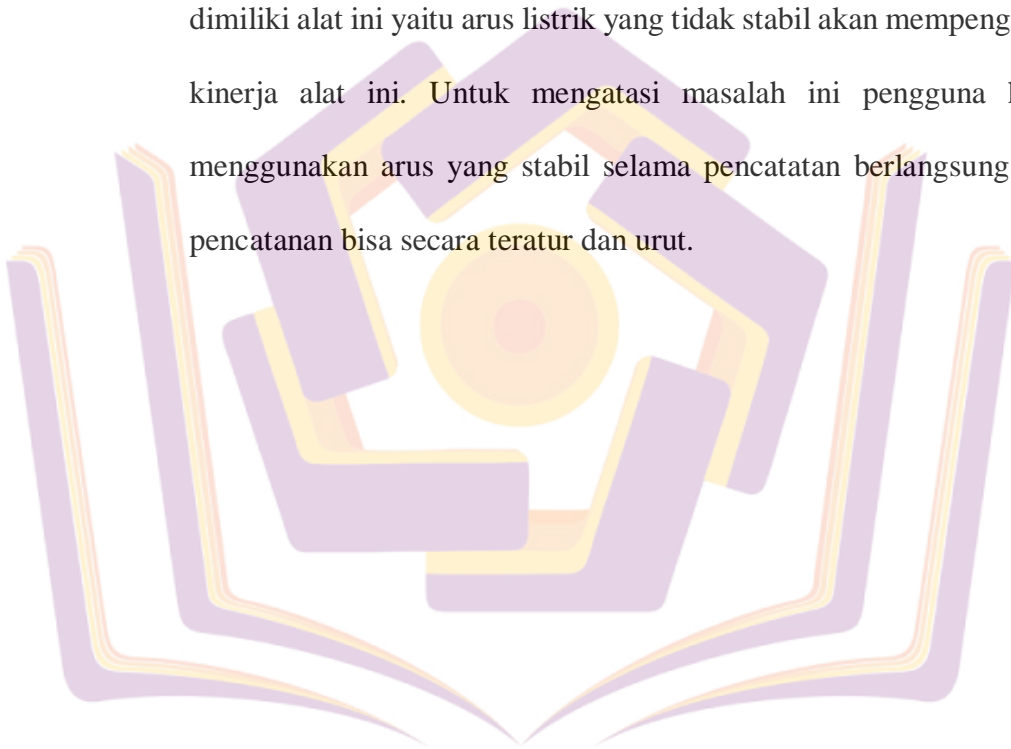 dimiliki alat ini yaitu arus listrik yang tidak stabil akan mempeng
kinerja alat ini. Untuk mengatasi masalah ini pengguna
menggunakan arus yang stabil selama pencatatan berlangsung
pencatanan bisa secara teratur dan urut.